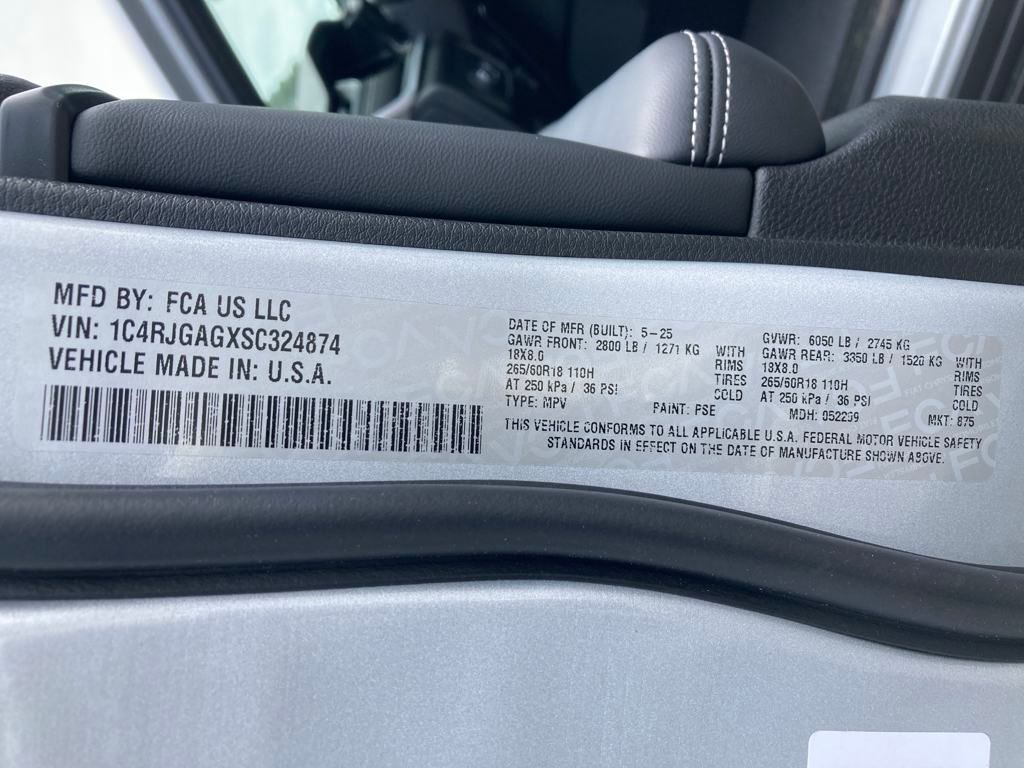 MFD BY: FCA US LLC
VIN: 1C4RJGAGXSC324874
VEHICLE MADE IN: U.S.A.
DATE OF MFR (BUILT): 5-25
GAWR FRONT: 2800 LB / 1271 KG WITH
18X8.0 RIMS
265/60R18 110H TIRES
AT 250 kPa / 36 PSI COLD
TYPE: MPV PAINT: PSE
GVWR: 6050 LB / 2745 KG
GAWR REAR: 3350 LB / 1520 KG WITH
18X8.0 RIMS
265/60R18 110H TIRES
AT 250 kPa / 36 PSI COLD
MDH: 052209 MKT: 875
THIS VEHICLE CONFORMS TO ALL APPLICABLE U.S.A. FEDERAL MOTOR VEHICLE SAFETY
STANDARDS IN EFFECT ON THE DATE OF MANUFACTURE SHOWN ABOVE.